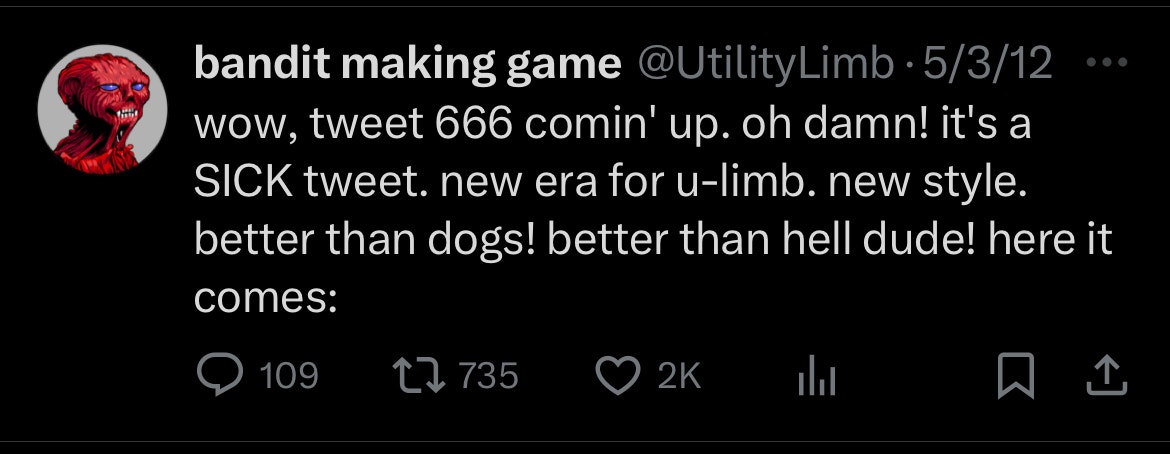 bandit making game @UtilityLimb · 5/3/12
wow, tweet 666 comin' up. oh damn! it's a
SICK tweet. new era for u-limb. new style.
better than dogs! better than hell dude! here it
comes:
109 735 2K